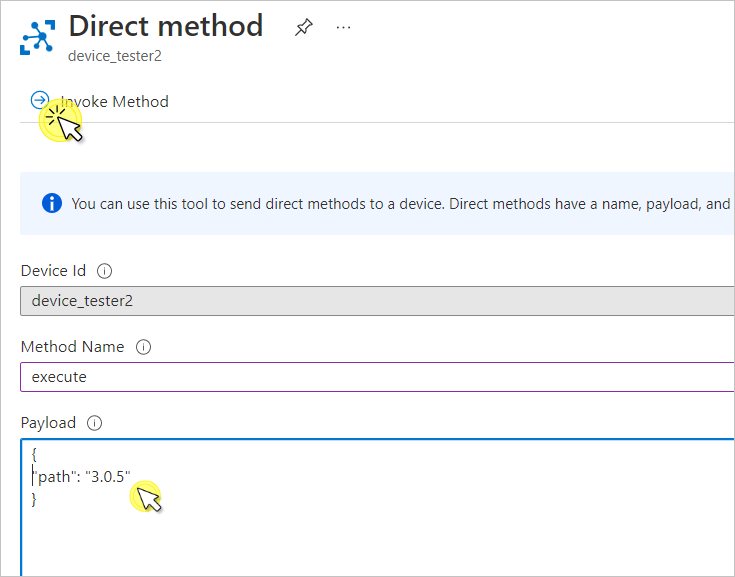 Direct method
device_tester2
Invoke Method
You can use this tool to send direct methods to a device. Direct methods have a name, payload, and
Device Id
device_tester2
Method Name
execute
Payload
{
"path": "3.0.5"
}